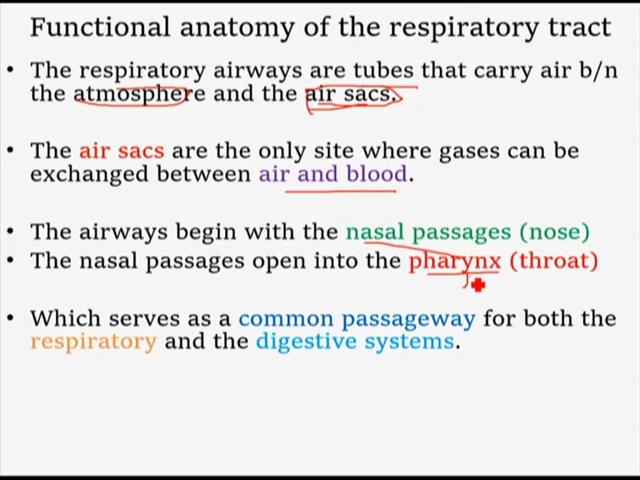 Functional anatomy of the respiratory tract
• The respiratory airways are tubes that carry air b/n
the atmosphere and the air sacs.
• The air sacs are the only site where gases can be
exchanged between air and blood.
• The airways begin with the nasal passages (nose)
• The nasal passages open into the pharynx (throat)
• Which serves as a common passageway for both the
respiratory and the digestive systems.